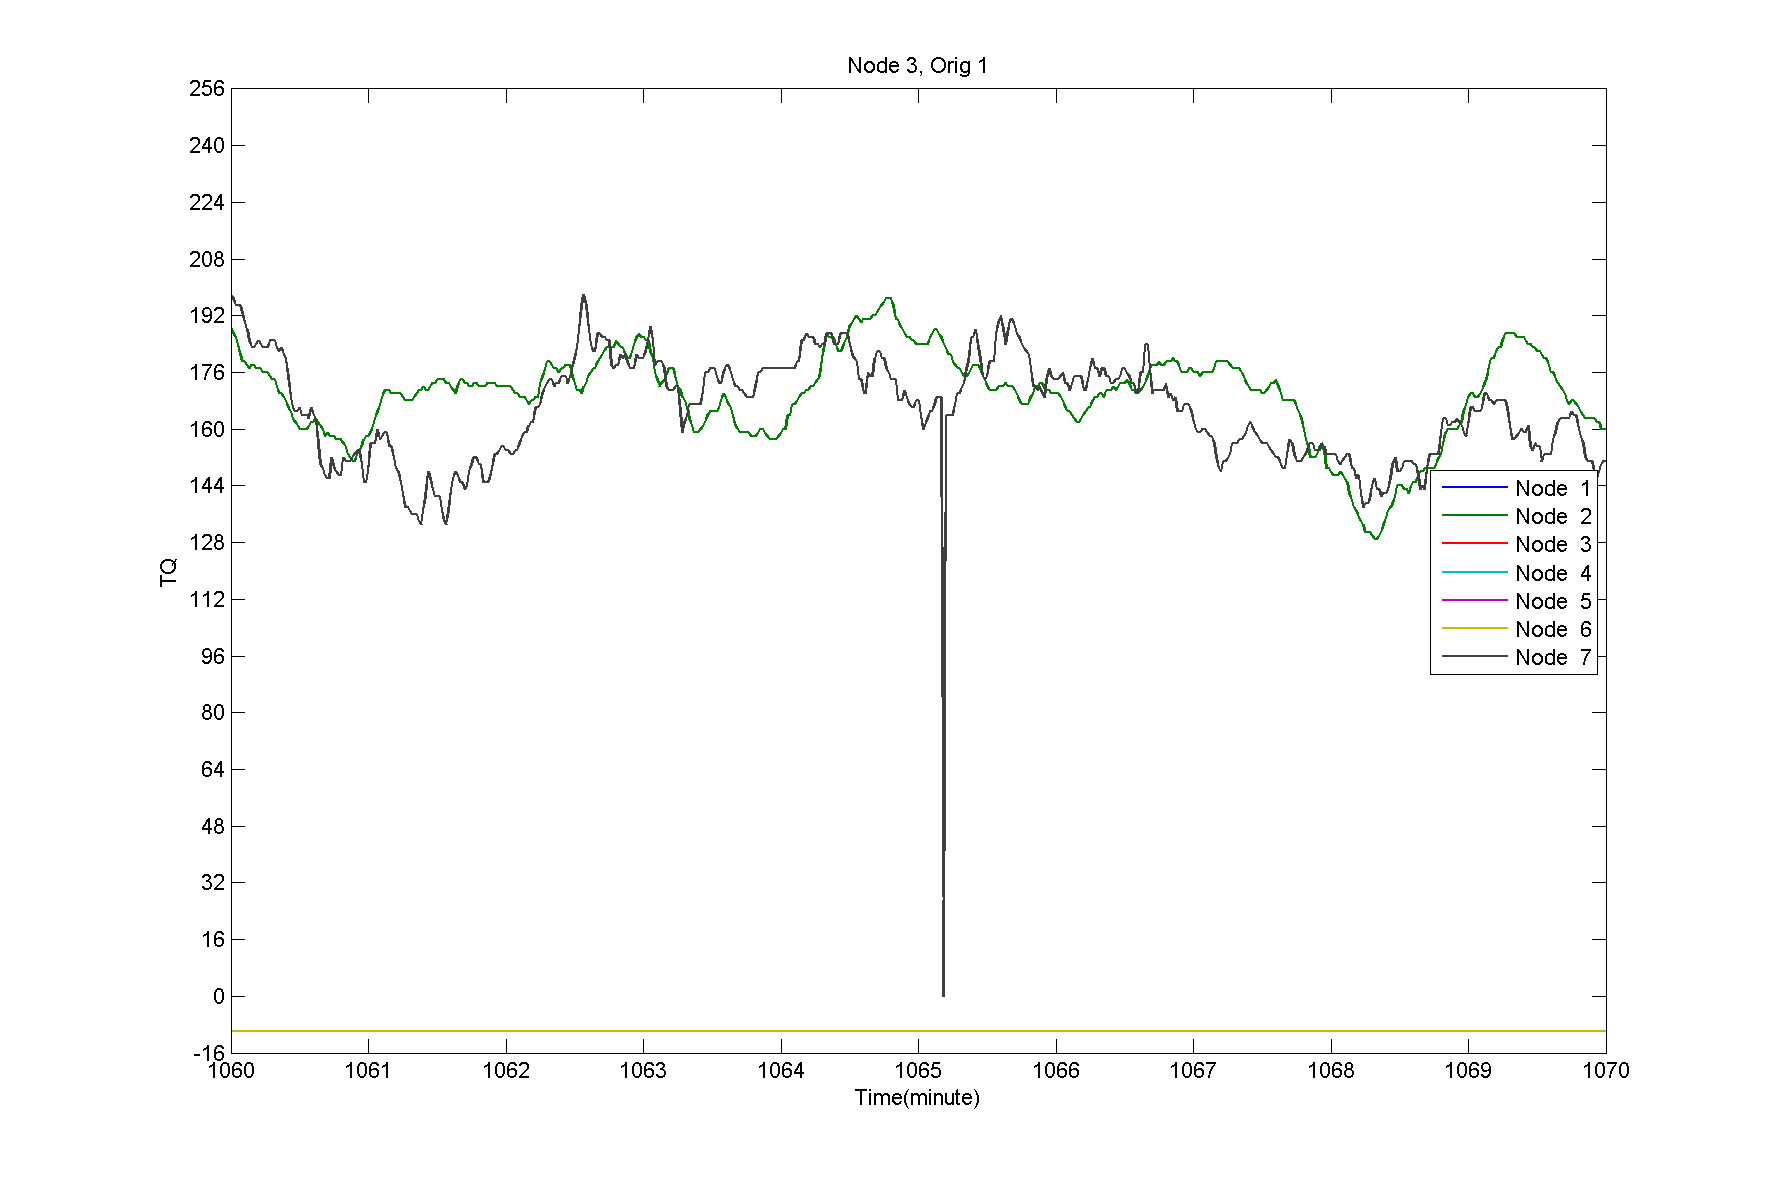 Node 3, Orig 1
256
240
224
208
192
176
160
144
128
112
96
80
64
48
32
16
0
-16
TQ
Node 1
Node 2
Node 3
Node 4
Node 5
Node 6
Node 7
1060 1061 1062 1063 1064 1065 1066 1067 1068 1069 1070
Time(minute)